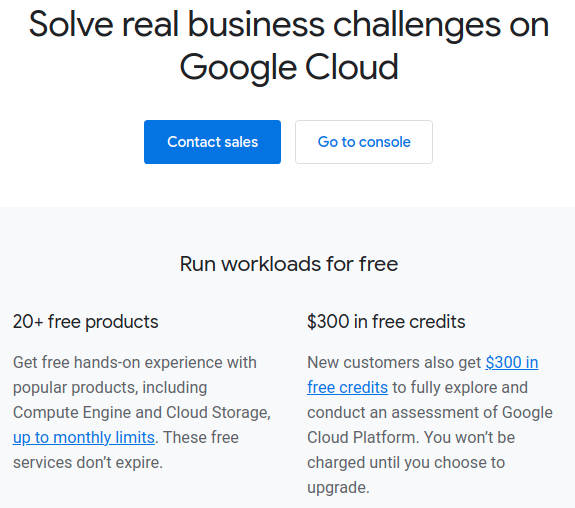 Solve real business challenges on
Google Cloud
Contact sales
Go to console
Run workloads for free
20+ free products
Get free hands-on experience with
popular products, including
Compute Engine and Cloud Storage,
up to monthly limits. These free
services don’t expire.
$300 in free credits
New customers also get $300 in
free credits to fully explore and
conduct an assessment of Google
Cloud Platform. You won’t be
charged until you choose to
upgrade.